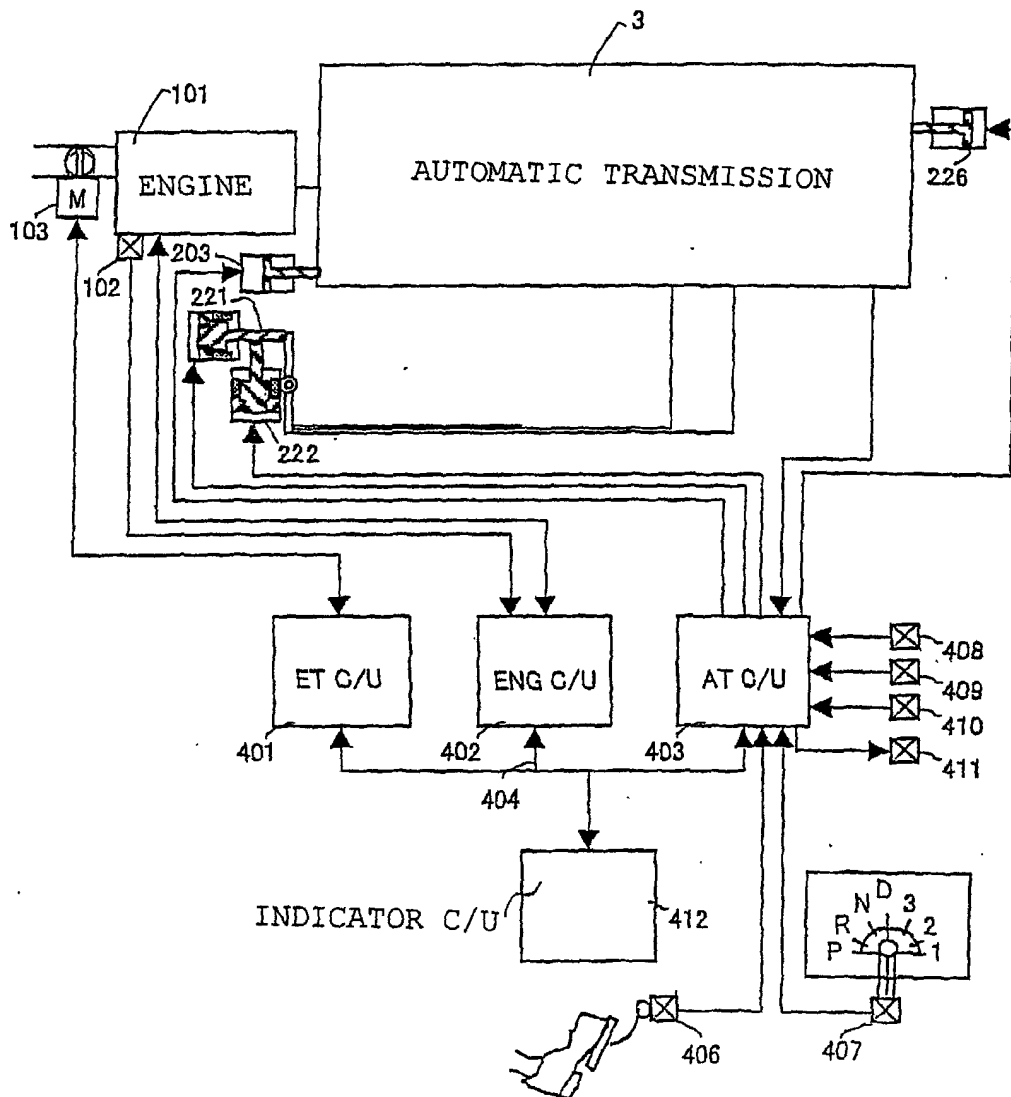 3
101
ENGINE
AUTOMATIC TRANSMISSION
226
M
103
102
203
221
222
ET C/U
ENG C/U
AT C/U
408
409
410
411
401
402
403
404
INDICATOR C/U
412
P R N D 3 2 1
406
407